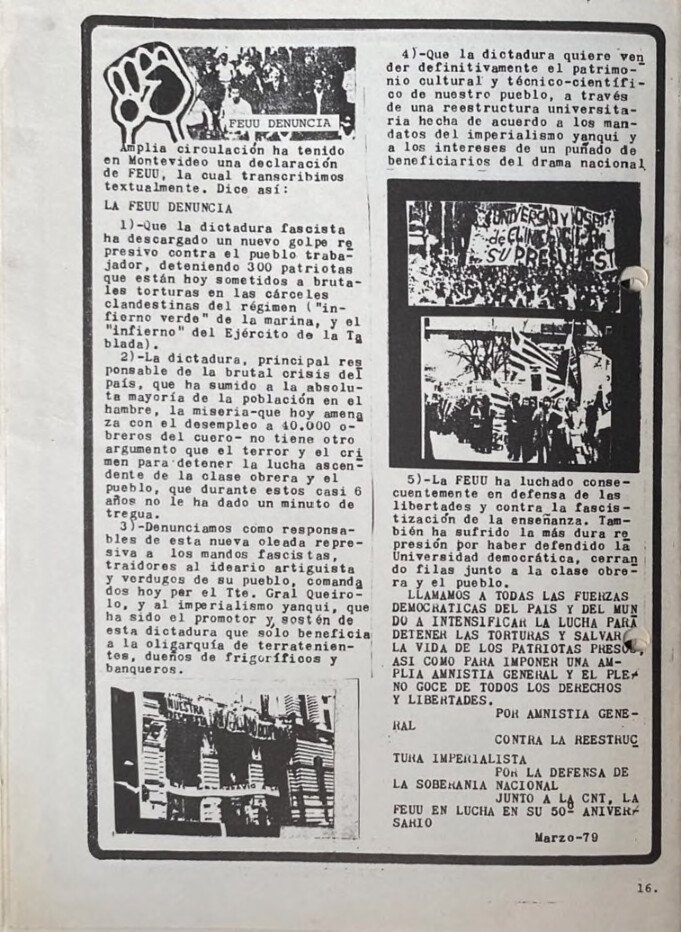 FEUU DENUNCIA
Amplia circulación ha tenido
en Montevideo una declaración
de FEUU, la cual transcribimos
textualmente. Dice así:
LA FEUU DENUNCIA
1)-Que la dictadura fascista
ha descargado un nuevo golpe re
presivo contra el pueblo traba-
jador, deteniendo 300 patriotas
que están hoy sometidos a bruta-
les torturas en las cárceles
clandestinas del régimen ("in-
fierno verde" de la marina, y el
"infierno" del Ejército de la Ta
blada).
2)-La dictadura, principal res
ponsable de la brutal crisis del
país, que ha sumido a la absolu-
ta mayoría de la población en el
hambre, la miseria-que hoy amena
za con el desempleo a 40.000 o-
breros del cuero- no tiene otro
argumento que el terror y el cri
men para detener la lucha ascen-
dente de la clase obrera y el
pueblo, que durante estos casi 6
años no le ha dado un minuto de
tregua.
3)-Denunciamos como responsa-
bles de esta nueva oleada repre-
siva a los mandos fascistas,
traidores al ideario artiguista
y verdugos de su pueblo, comanda
dos hoy por el Tte. Gral Queiro-
lo, y al imperialismo yanqui, que
ha sido el promotor y sostén de
esta dictadura que solo beneficia
a la oligarquía de terratenien-
tes, dueños de frigoríficos y
banqueros.
NUESTRA
4)-Que la dictadura quiere ven
der definitivamente el patrimo-
nio cultural y técnico-científi-
co de nuestro pueblo, a través
de una reestructura universita-
ria hecha de acuerdo a los man-
datos del imperialismo yanqui y
a los intereses de un puñado de
beneficiarios del drama nacional
UNIVERSIDAD Y HOSPIT
de CLINICAS
SU PRESUPUEST
5)-La FEUU ha luchado conse-
cuentemente en defensa de las
libertades y contra la fascis-
tización de la enseñanza. Tam-
bién ha sufrido la más dura re
presión por haber defendido la
Universidad democrática, cerran
do filas junto a la clase obre-
ra y el pueblo.
LLAMAMOS A TODAS LAS FUERZAS
DEMOCRATICAS DEL PAIS Y DEL MUN
DO A INTENSIFICAR LA LUCHA PARA
DETENER LAS TORTURAS Y SALVAR
LA VIDA DE LOS PATRIOTAS PRESOS,
ASI COMO PARA IMPONER UNA AM-
PLIA AMNISTIA GENERAL Y EL PLE-
NO GOCE DE TODOS LOS DERECHOS
Y LIBERTADES.
POR AMNISTIA GENE-
RAL
CONTRA LA REESTRUC
TURA IMPERIALISTA
POR LA DEFENSA DE
LA SOBERANIA NACIONAL
JUNTO A LA CNT, LA
FEUU EN LUCHA EN SU 50º ANIVER-
SARIO
Marzo-79
16.